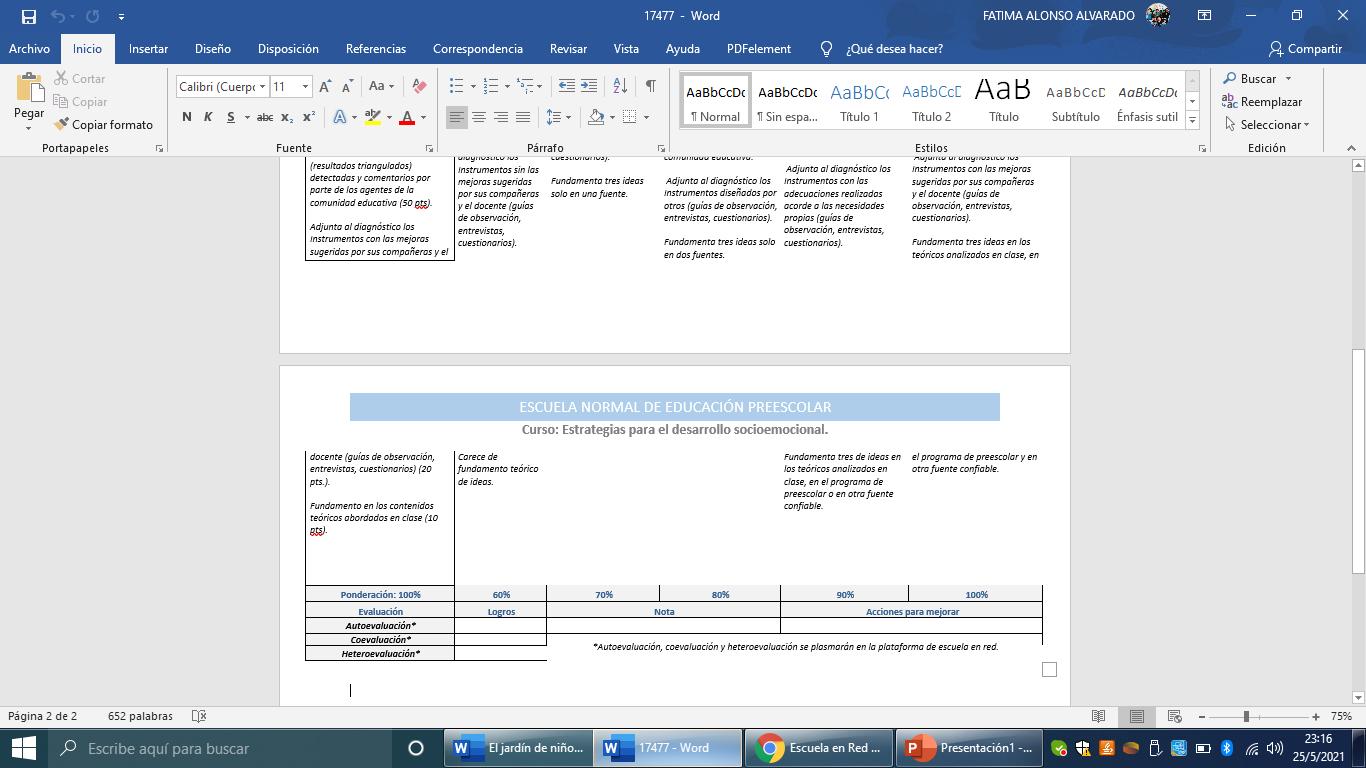 17477 - Word
FATIMA ALONSO ALVARADO
Archivo
Inicio
Insertar
Diseño
Disposición
Referencias
Correspondencia
Revisar
Vista
Ayuda
PDFelement
¿Qué desea hacer?
Compartir
Pegar
Cortar
Copiar
Copiar formato
Portapapeles
Calibri (Cuerpo
11
N K S abc x₂ x²
Fuente
Párrafo
AaBbCcDc
¶ Normal
AaBbCcDc
¶ Sin espa...
AaBbCc
Título 1
AaBbCcD
Título 2
AaB
Título
AaBbCcD
Subtítulo
AaBbCcDc
Énfasis sutil
Estilos
Buscar
Reemplazar
Seleccionar
Edición
(resultados triangulados)
detectadas y comentarios por
parte de los agentes de la
comunidad educativa (50 pts).
Adjunta al diagnóstico los
instrumentos con las mejoras
sugeridas por sus compañeras y el
diagnóstico los
instrumentos sin las
mejoras sugeridas
por sus compañeras
y el docente (guías
de observación,
entrevistas,
cuestionarios).
cuestionarios).
Fundamenta tres ideas
solo en una fuente.
comunidad educativa.
Adjunta al diagnóstico los
instrumentos diseñados por
otros (guías de observación,
entrevistas, cuestionarios).
Fundamenta tres ideas solo
en dos fuentes.
Adjunta al diagnóstico los
instrumentos con las
adecuaciones realizadas
acorde a las necesidades
propias (guías de
observación, entrevistas,
cuestionarios).
Adjunta al diagnóstico los
instrumentos con las mejoras
sugeridas por sus compañeras
y el docente (guías de
observación, entrevistas,
cuestionarios).
Fundamenta tres ideas en los
teóricos analizados en clase, en
ESCUELA NORMAL DE EDUCACIÓN PREESCOLAR
Curso: Estrategias para el desarrollo socioemocional.
docente (guías de observación,
entrevistas, cuestionarios) (20
pts.).
Fundamento en los contenidos
teóricos abordados en clase (10
pts).
Carece de
fundamento teórico
de ideas.
Fundamenta tres de ideas en
los teóricos analizados en
clase, en el programa de
preescolar o en otra fuente
confiable.
el programa de preescolar y en
otra fuente confiable.
Ponderación: 100% 60% 70% 80% 90% 100%
Evaluación Logros Nota Acciones para mejorar
Autoevaluación*
Coevaluación*
Heteroevaluación*
*Autoevaluación, coevaluación y heteroevaluación se plasmarán en la plataforma de escuela en red.
Página 2 de 2
652 palabras
75%
Escribe aquí para buscar
El jardín de niño...
17477 - Word
Escuela en Red ...
Presentación1 -...
23:16
25/5/2021